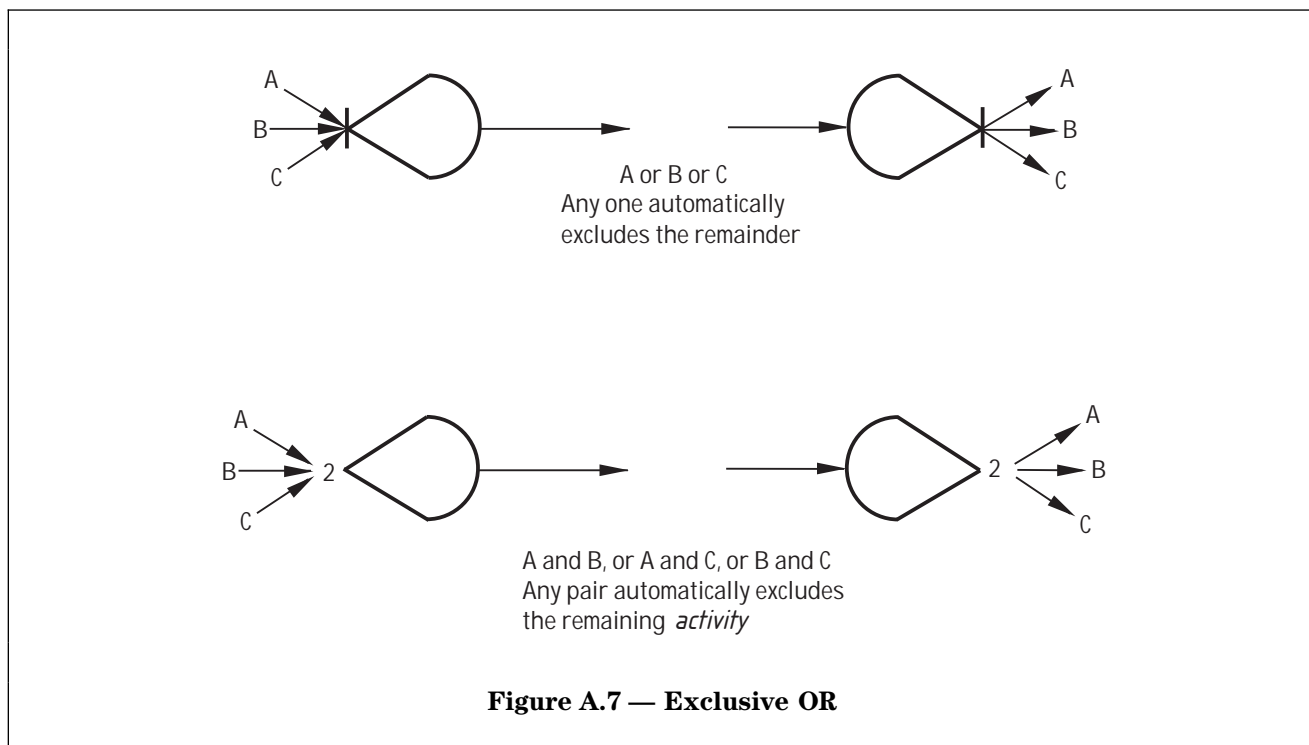 A
B
C
A
B
C
A or B or C
Any one automatically
excludes the remainder
A
B
C
2
2
A
B
C
A and B, or A and C, or B and C
Any pair automatically excludes
the remaining activity
Figure A.7 — Exclusive OR